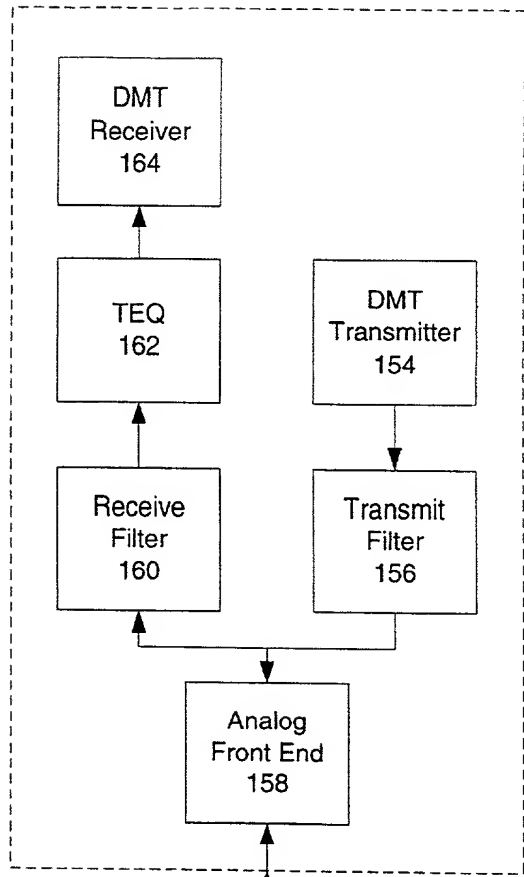 DMT
Receiver
164
TEQ
162
DMT
Transmitter
154
Receive
Filter
160
Transmit
Filter
156
Analog
Front End
158